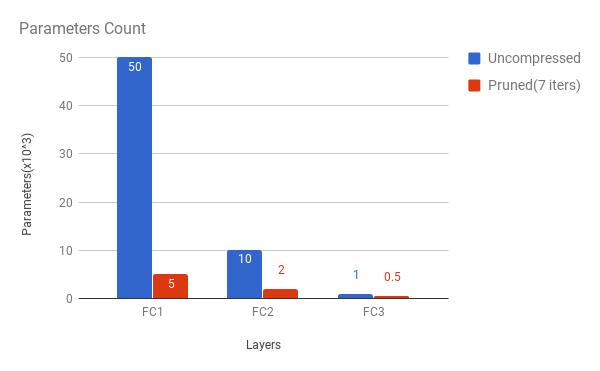 Parameters Count
Uncompressed
Pruned(7 iters)
Parameters(x10^3)
50
40
30
20
10
0
50
5
10
2
1
0.5
FC1
FC2
FC3
Layers